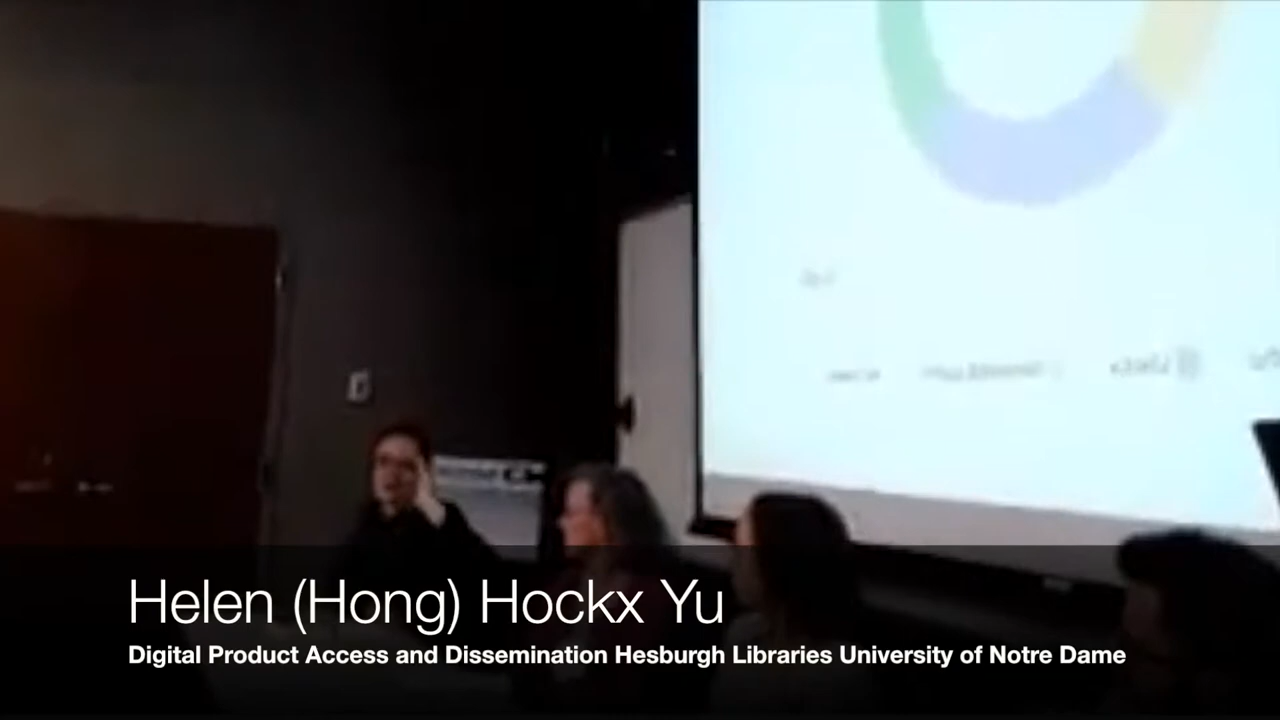 Helen (Hong) Hockx Yu
Digital Product Access and Dissemination Hesburgh Libraries University of Notre Dame